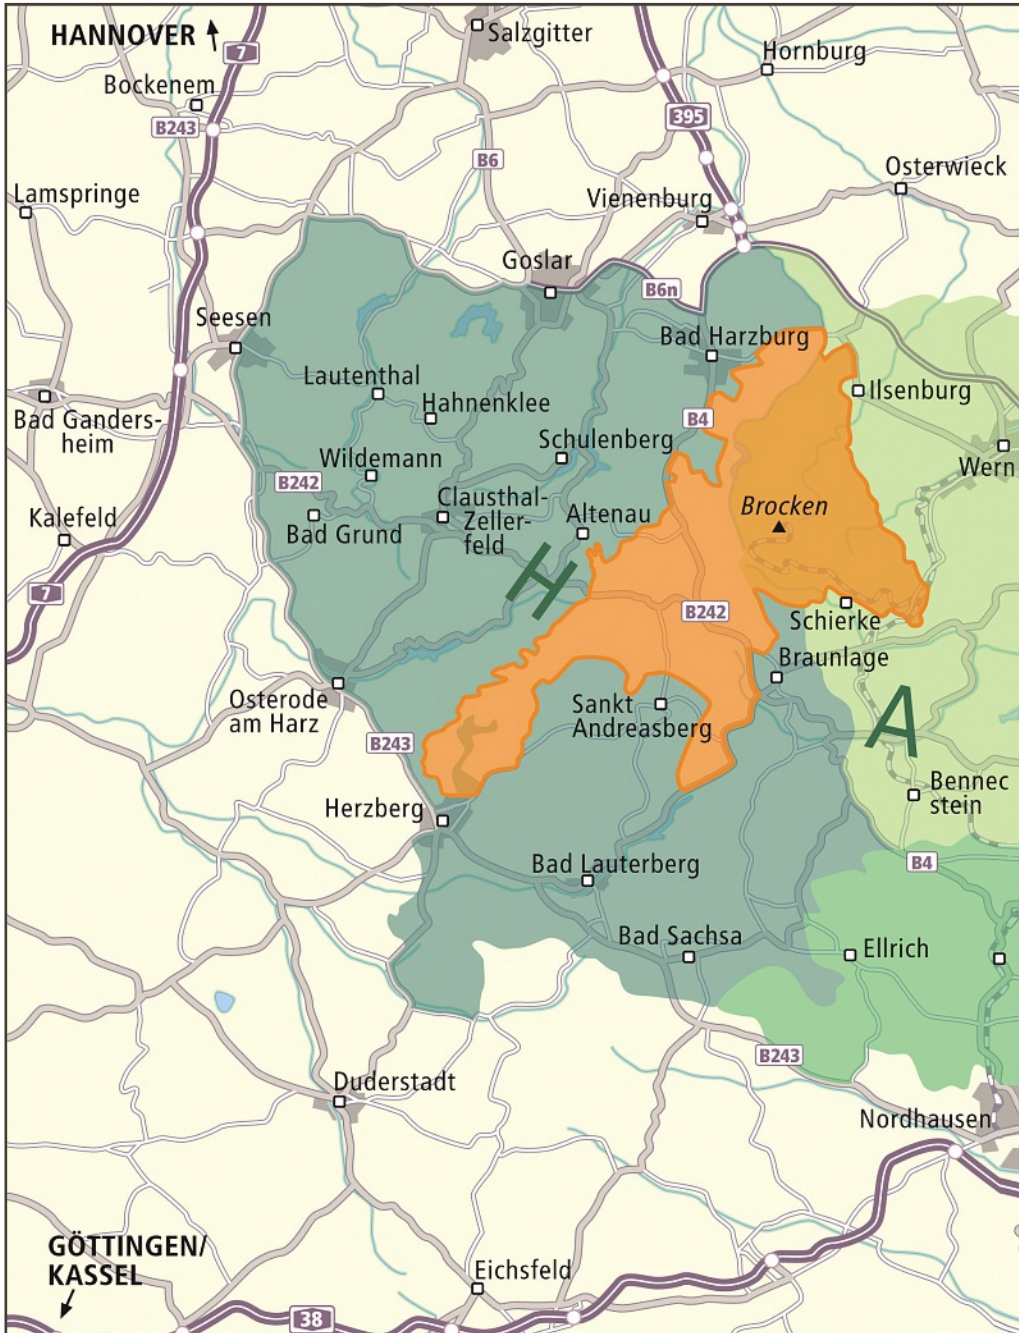 HANNOVER
7
Salzgitter
Hornburg
Bockenem
B243
395
B6
Lamspringe
Osterwieck
Vienenburg
Goslar
B6n
Seesen
Bad Harzburg
Lautenthal
Hahnenklee
Ilsenburg
Bad Ganders-
heim
B4
Schulenberg
Wern
Wildemann
B242
Clausthal-
Zeller-
feld
Brocken
Kalefeld
Bad Grund
Altenau
H
7
B242
Schierke
Braunlage
Osterode
am Harz
Sankt
Andreasberg
A
B243
Bennec
stein
Herzberg
B4
Bad Lauterberg
Bad Sachsa
Ellrich
B243
Duderstadt
Nordhausen
GÖTTINGEN/
KASSEL
Eichsfeld
38